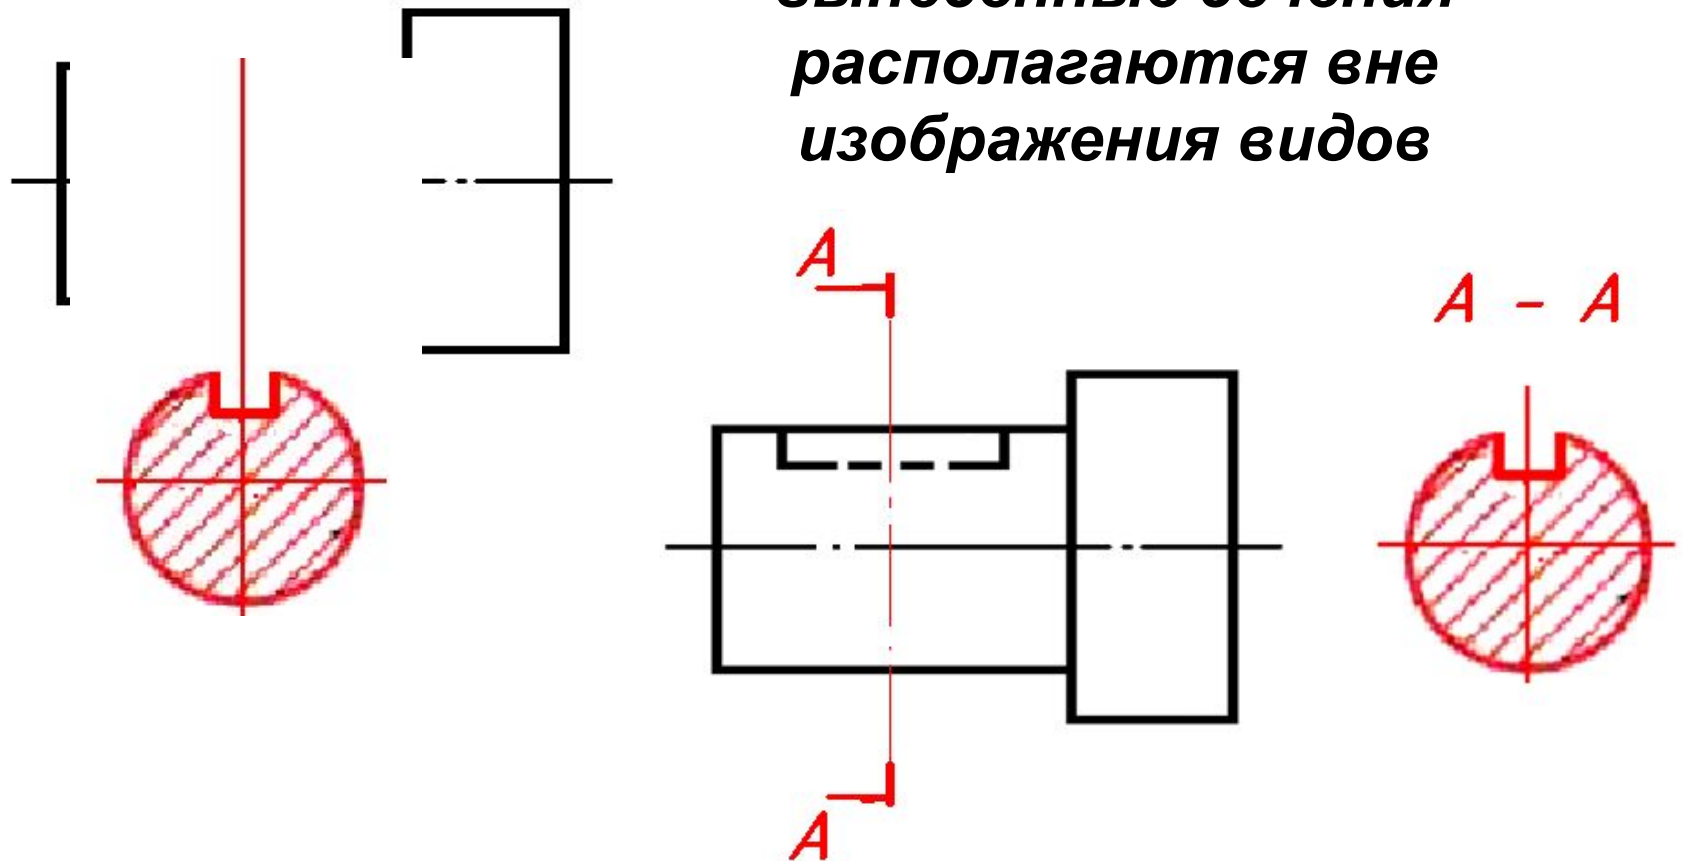 располагаются вне
изображения видов
А
А - А
А